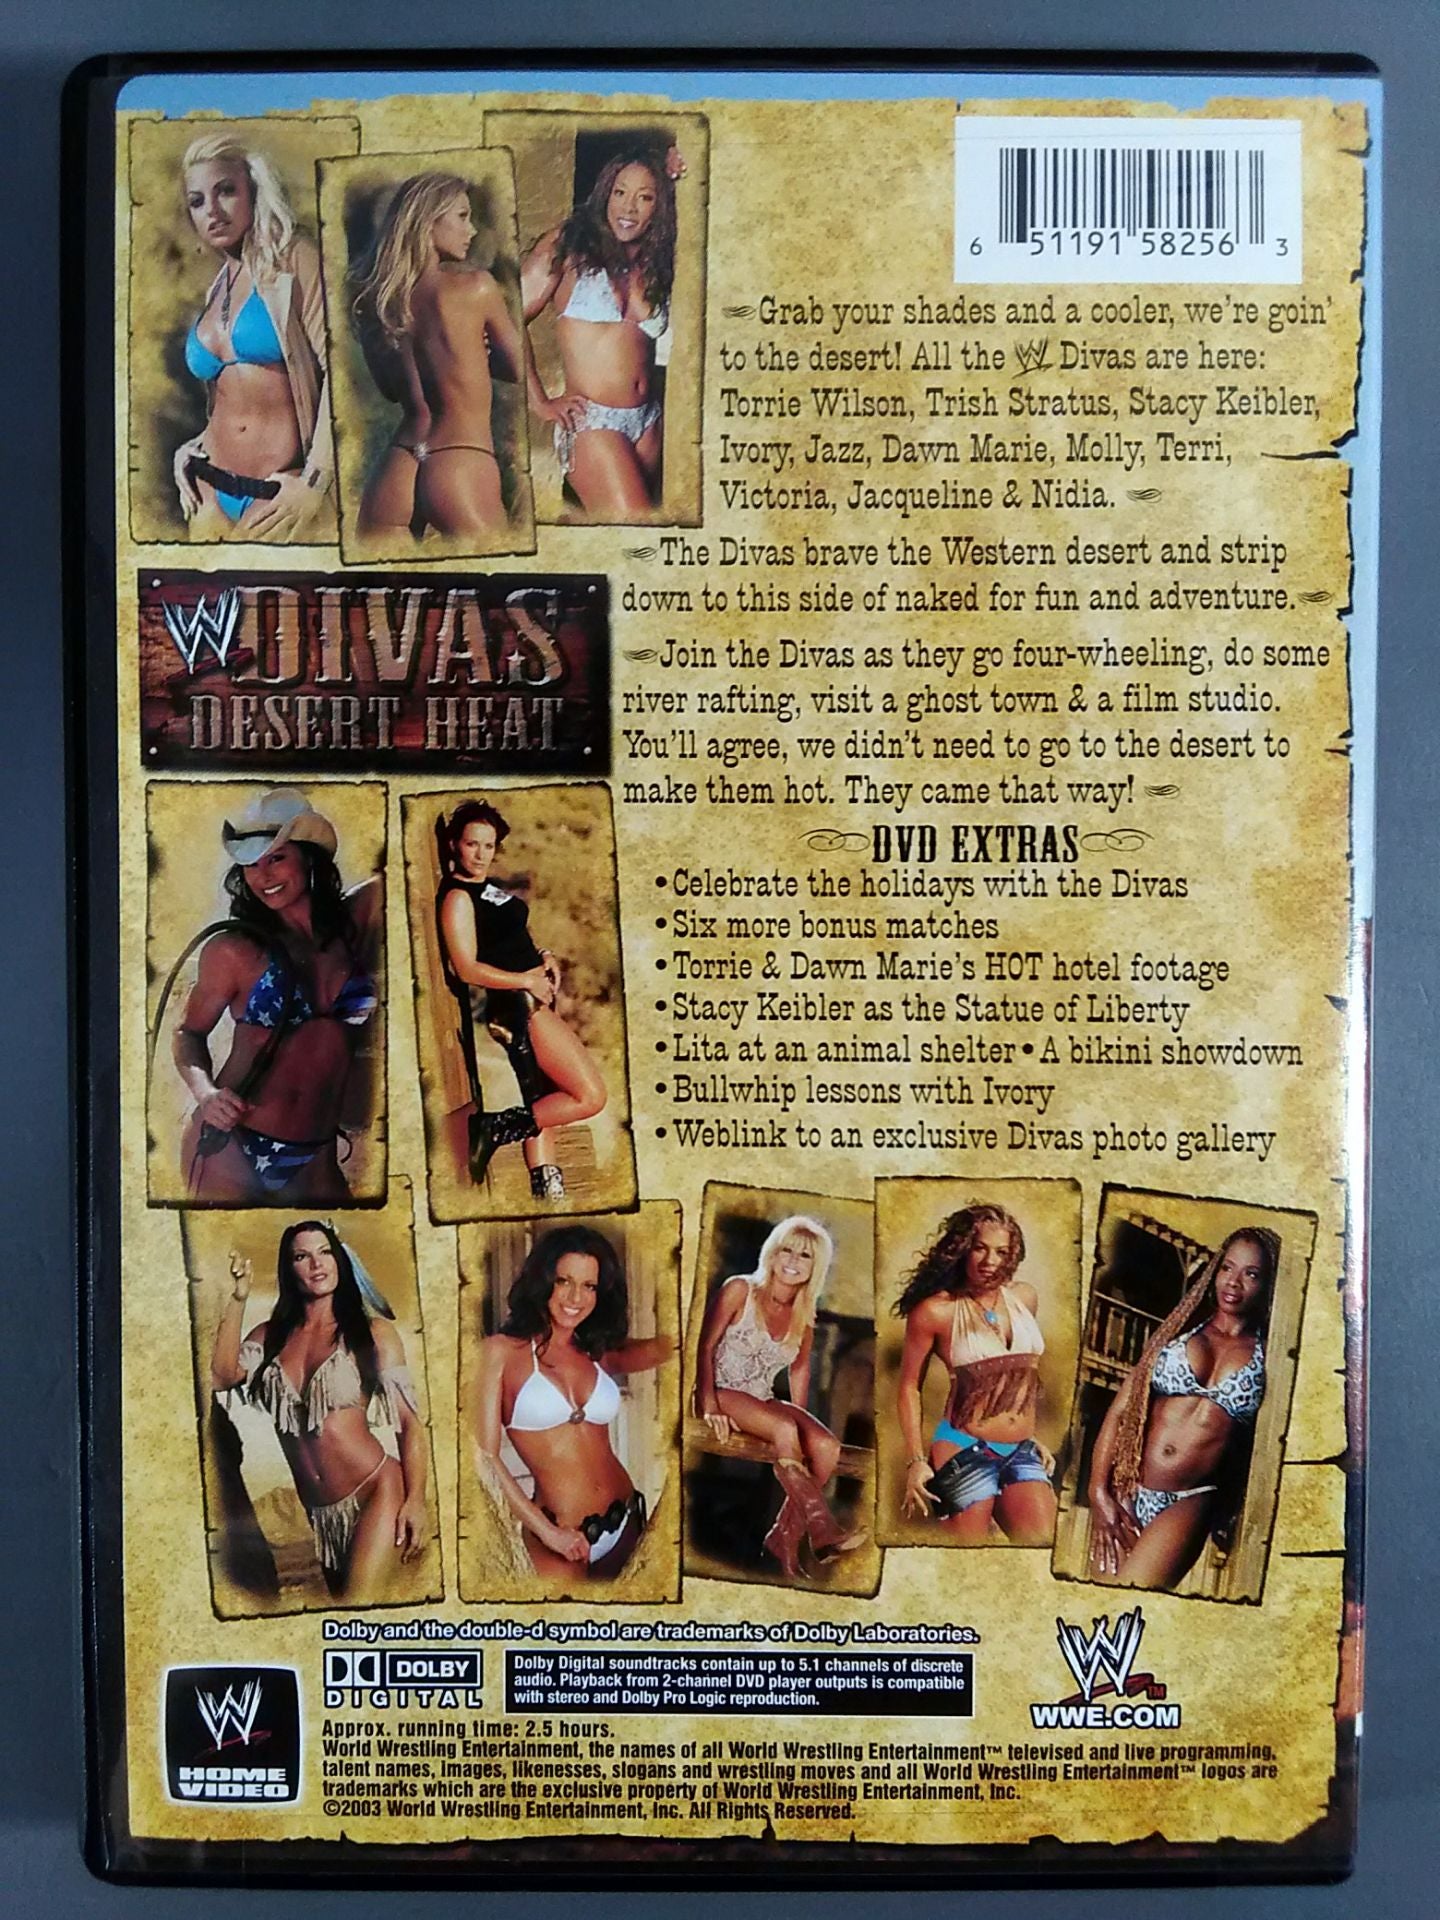 6 51191 58256 3
Grab your shades and a cooler, we're goin'
to the desert! All the W Divas are here:
Torrie Wilson, Trish Stratus, Stacy Keibler,
Ivory, Jazz, Dawn Marie, Molly, Terri,
Victoria, Jacqueline & Nidia.
The Divas brave the Western desert and strip
down to this side of naked for fun and adventure.
W DIVAS
DESERT HEAT
Join the Divas as they go four-wheeling, do some
river rafting, visit a ghost town & a film studio.
You'll agree, we didn't need to go to the desert to
make them hot. They came that way!
DVD EXTRAS
• Celebrate the holidays with the Divas
• Six more bonus matches
• Torrie & Dawn Marie's HOT hotel footage
• Stacy Keibler as the Statue of Liberty
• Lita at an animal shelter • A bikini showdown
• Bullwhip lessons with Ivory
• Weblink to an exclusive Divas photo gallery
Dolby and the double-d symbol are trademarks of Dolby Laboratories.
DOLBY
DIGITAL
Dolby Digital soundtracks contain up to 5.1 channels of discrete
audio. Playback from 2-channel DVD player outputs is compatible
with stereo and Dolby Pro Logic reproduction.
W
TM
WWE.COM
W
HOME
VIDEO
Approx. running time: 2.5 hours.
World Wrestling Entertainment, the names of all World Wrestling Entertainment™ televised and live programming,
talent names, images, likenesses, slogans and wrestling moves and all World Wrestling Entertainment™ logos are
trademarks which are the exclusive property of World Wrestling Entertainment, Inc.
©2003 World Wrestling Entertainment, Inc. All Rights Reserved.